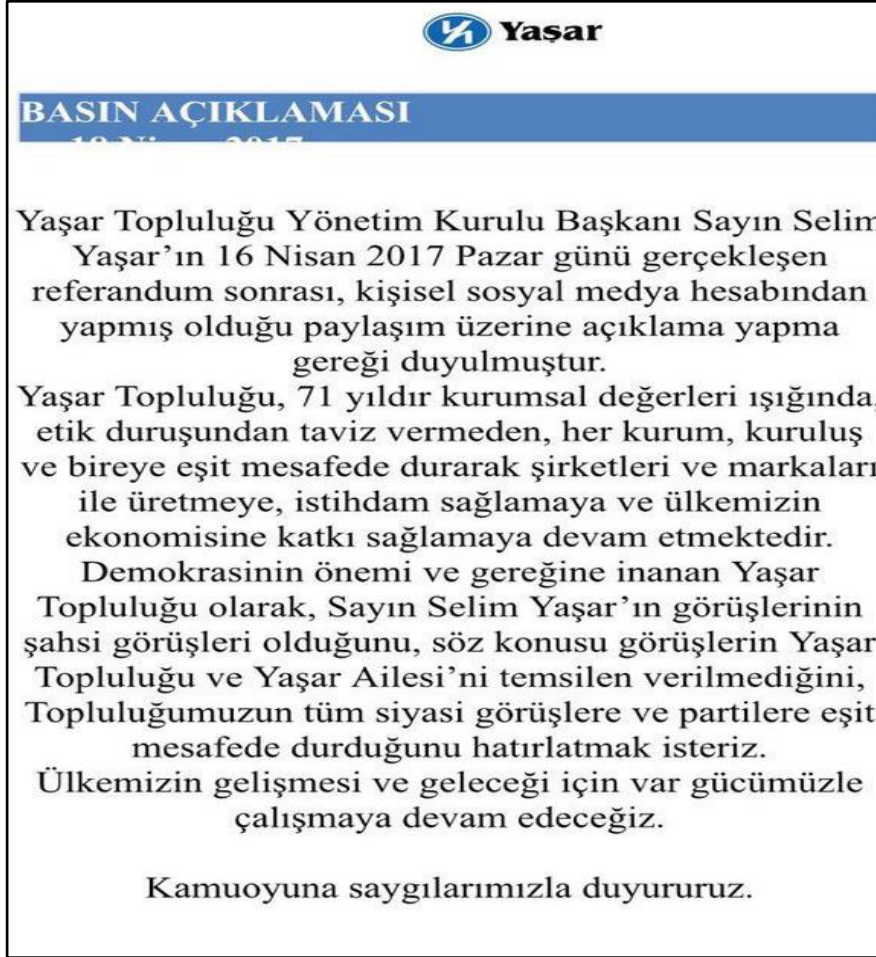 Yaşar
BASIN AÇIKLAMASI
Yaşar Topluluğu Yönetim Kurulu Başkanı Sayın Selim
Yaşar’ın 16 Nisan 2017 Pazar günü gerçekleşen
referandum sonrası, kişisel sosyal medya hesabından
yapmış olduğu paylaşım üzerine açıklama yapma
gereği duyulmuştur.
Yaşar Topluluğu, 71 yıldır kurumsal değerleri ışığında,
etik duruşundan taviz vermeden, her kurum, kuruluş
ve bireye eşit mesafede durarak şirketleri ve markaları
ile üretmeye, istihdam sağlamaya ve ülkemizin
ekonomisine katkı sağlamaya devam etmektedir.
Demokrasinin önemi ve gereğine inanan Yaşar
Topluluğu olarak, Sayın Selim Yaşar’ın görüşlerinin
şahsi görüşleri olduğunu, söz konusu görüşlerin Yaşar
Topluluğu ve Yaşar Ailesi’ni temsilen verilmediğini,
Topluluğumuzun tüm siyasi görüşlere ve partilere eşit
mesafede durduğunu hatırlatmak isteriz.
Ülkemizin gelişmesi ve geleceği için var gücümüzle
çalışmaya devam edeceğiz.
Kamuoyuna saygılarımızla duyururuz.